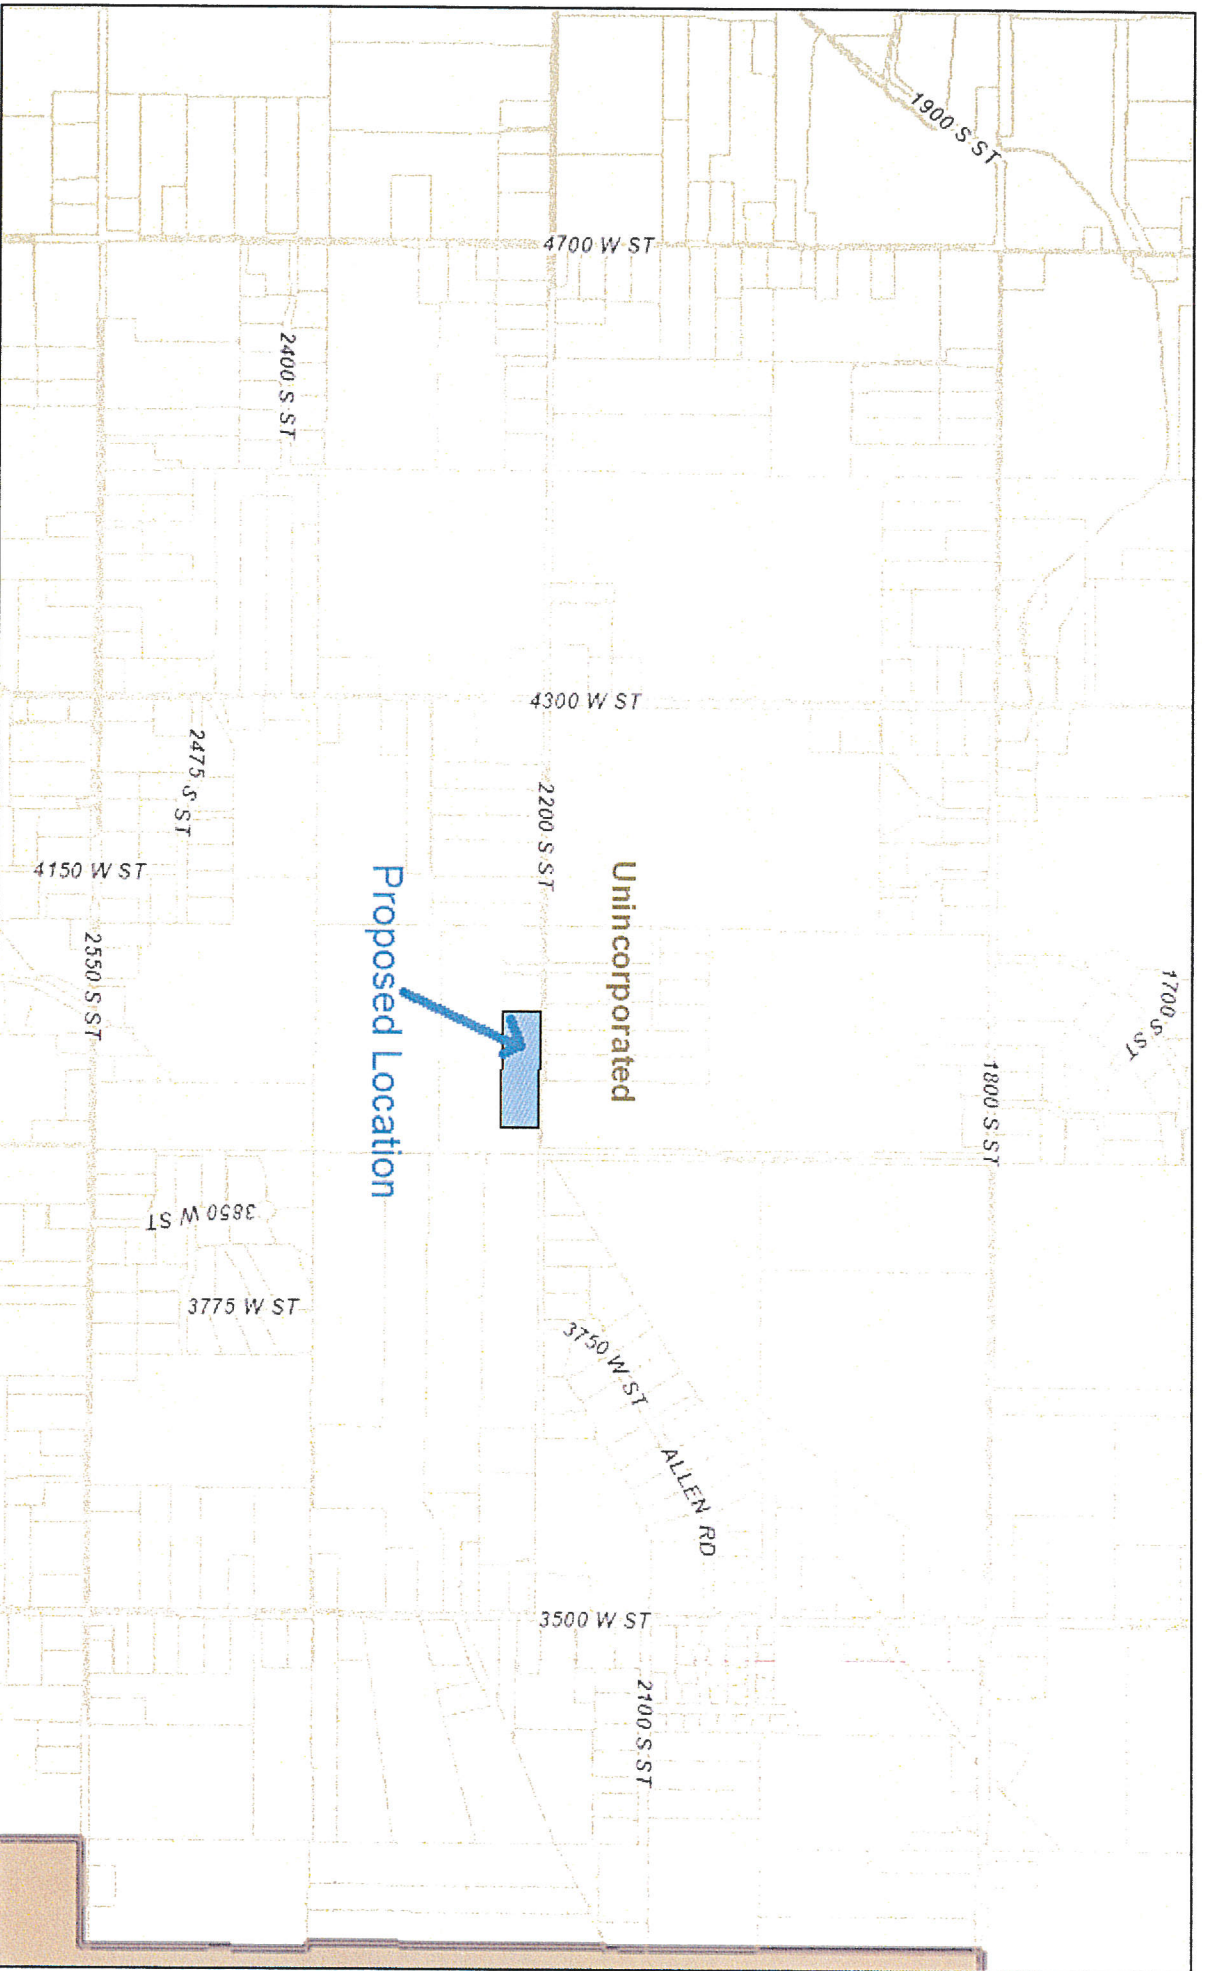 1900 S ST
4700 W ST
2400 S ST
4300 W ST
2475 S ST
2200 S ST
4150 W ST
Unincorporated
Proposed Location
2550 S ST
1700 S ST
1800 S ST
3850 W ST
3775 W ST
3750 W ST
ALLEN RD
3500 W ST
2100 S ST